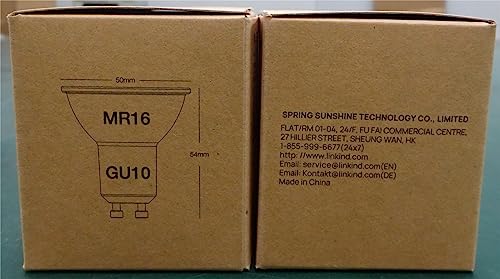 50mm
MR16
54mm
GU10
SPRING SUNSHINE TECHNOLOGY CO., LIMITED
FLAT/RM 01-04, 24/F, FU FAI COMMERCIAL CENTRE,
27 HILLIER STREET, SHEUNG WAN, HK
1-855-999-6677(24x7)
http://www.linkind.com
Email: service@linkind.com(EN)
Email: Kontakt@linkind.com(DE)
Made in China